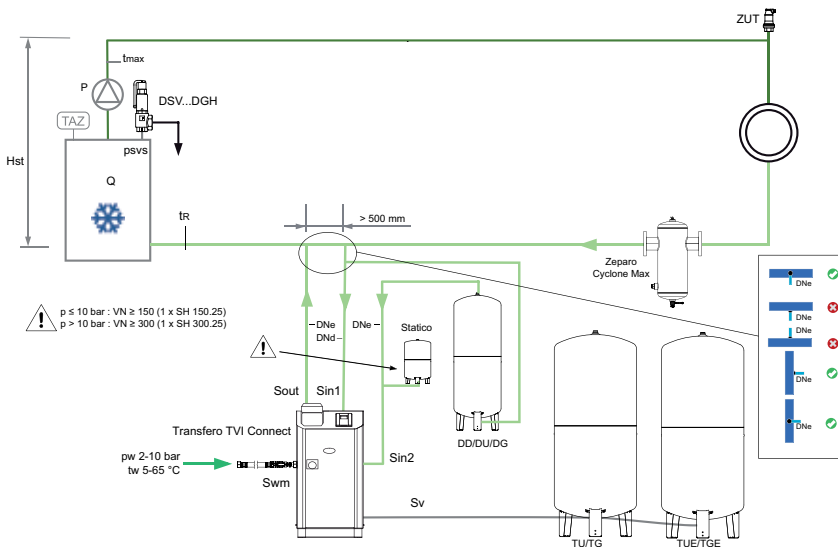 ZUT
tmax
P
DSV...DGH
TAZ
psvs
Hst
Q
tR
> 500 mm
Zeparo
Cyclone Max
DNe
p ≤ 10 bar : VN ≥ 150 (1 x SH 150.25)
p > 10 bar : VN ≥ 300 (1 x SH 300.25)
DNe
DNd
DNe
Statico
DNe
DNe
DNe
DNe
Sout
Sin1
Transfero TVI Connect
DD/DU/DG
Sin2
pw 2-10 bar
tw 5-65 °C
Swm
Sv
TU/TG
TUE/TGE